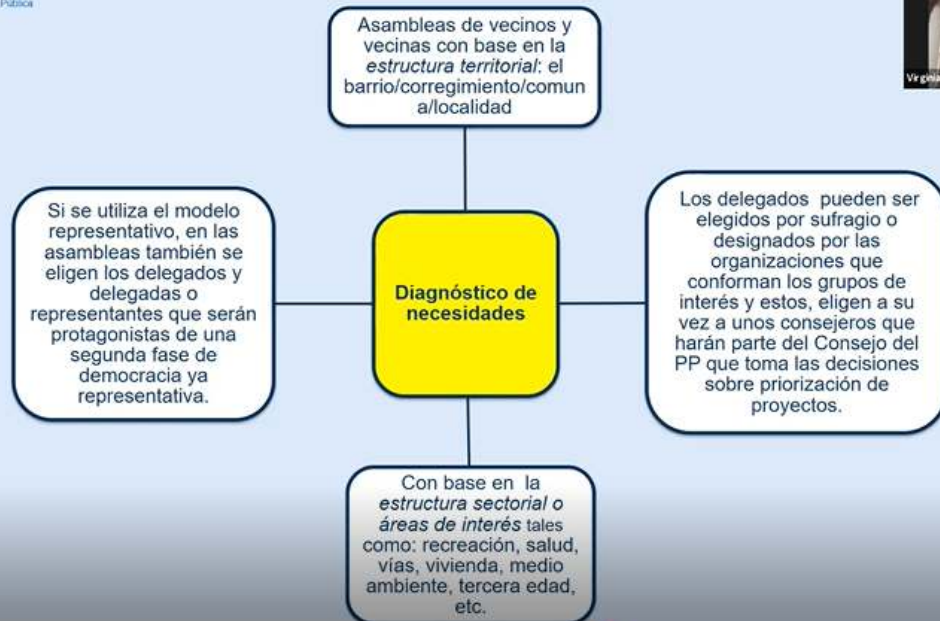 Pública
Virginia
Asambleas de vecinos y
vecinas con base en la
estructura territorial: el
barrio/corregimiento/comun
a/localidad
Si se utiliza el modelo
representativo, en las
asambleas también se
eligen los delegados y
delegadas o
representantes que serán
protagonistas de una
segunda fase de
democracia ya
representativa.
Diagnóstico de
necesidades
Los delegados pueden ser
elegidos por sufragio o
designados por las
organizaciones que
conforman los grupos de
interés y estos, eligen a su
vez a unos consejeros que
harán parte del Consejo del
PP que toma las decisiones
sobre priorización de
proyectos.
Con base en la
estructura sectorial o
áreas de interés tales
como: recreación, salud,
vías, vivienda, medio
ambiente, tercera edad,
etc.